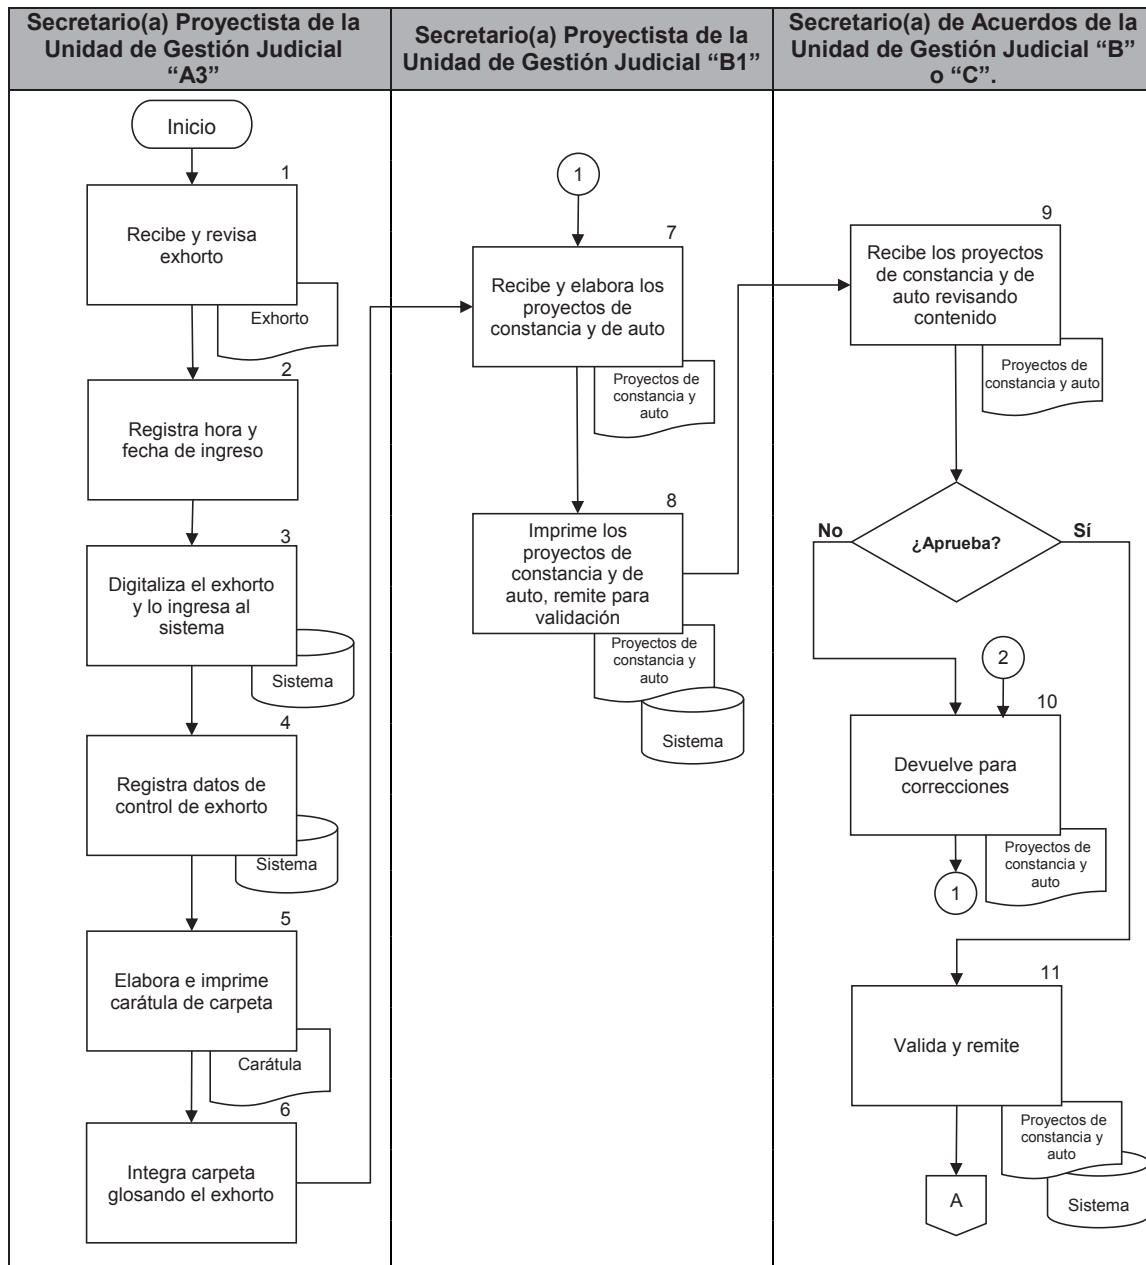 Secretario(a) Proyectista de la
Unidad de Gestión Judicial
“A3”
Secretario(a) Proyectista de la
Unidad de Gestión Judicial “B1”
Secretario(a) de Acuerdos de la
Unidad de Gestión Judicial “B”
o “C”.
Inicio
1
Recibe y revisa
exhorto
Exhorto
2
Registra hora y
fecha de ingreso
3
Digitaliza el exhorto
y lo ingresa al
sistema
Sistema
4
Registra datos de
control de exhorto
Sistema
5
Elabora e imprime
carátula de carpeta
Carátula
6
Integra carpeta
glosando el exhorto
1
7
Recibe y elabora los
proyectos de
constancia y de auto
Proyectos de
constancia y
auto
8
Imprime los
proyectos de
constancia y de
auto, remite para
validación
Proyectos de
constancia y
auto
Sistema
9
Recibe los proyectos
de constancia y de
auto revisando
contenido
Proyectos de
constancia y auto
No
¿Aprueba?
Sí
2
10
Devuelve para
correcciones
Proyectos de
constancia y
auto
1
11
Valida y remite
Proyectos de
constancia y
auto
Sistema
A